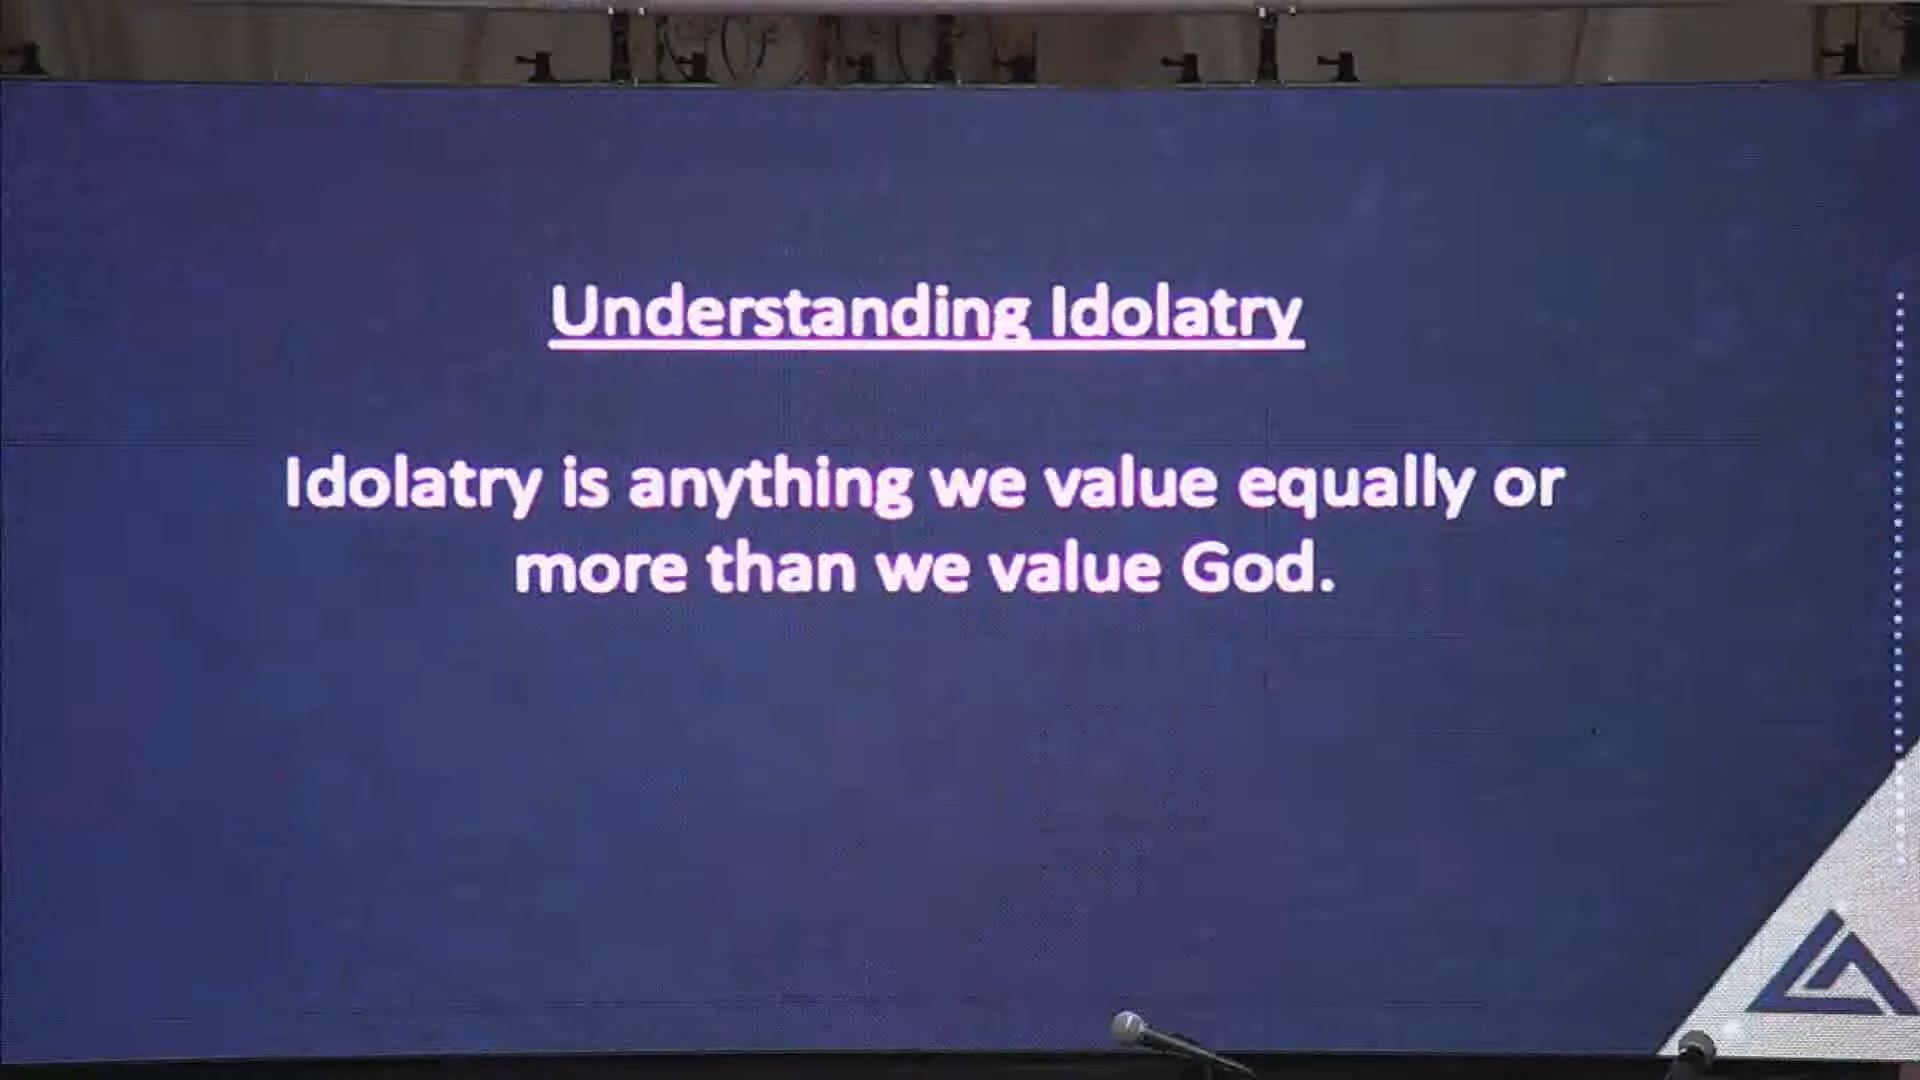 Understanding Idolatry
Idolatry is anything we value equally or
more than we value God.